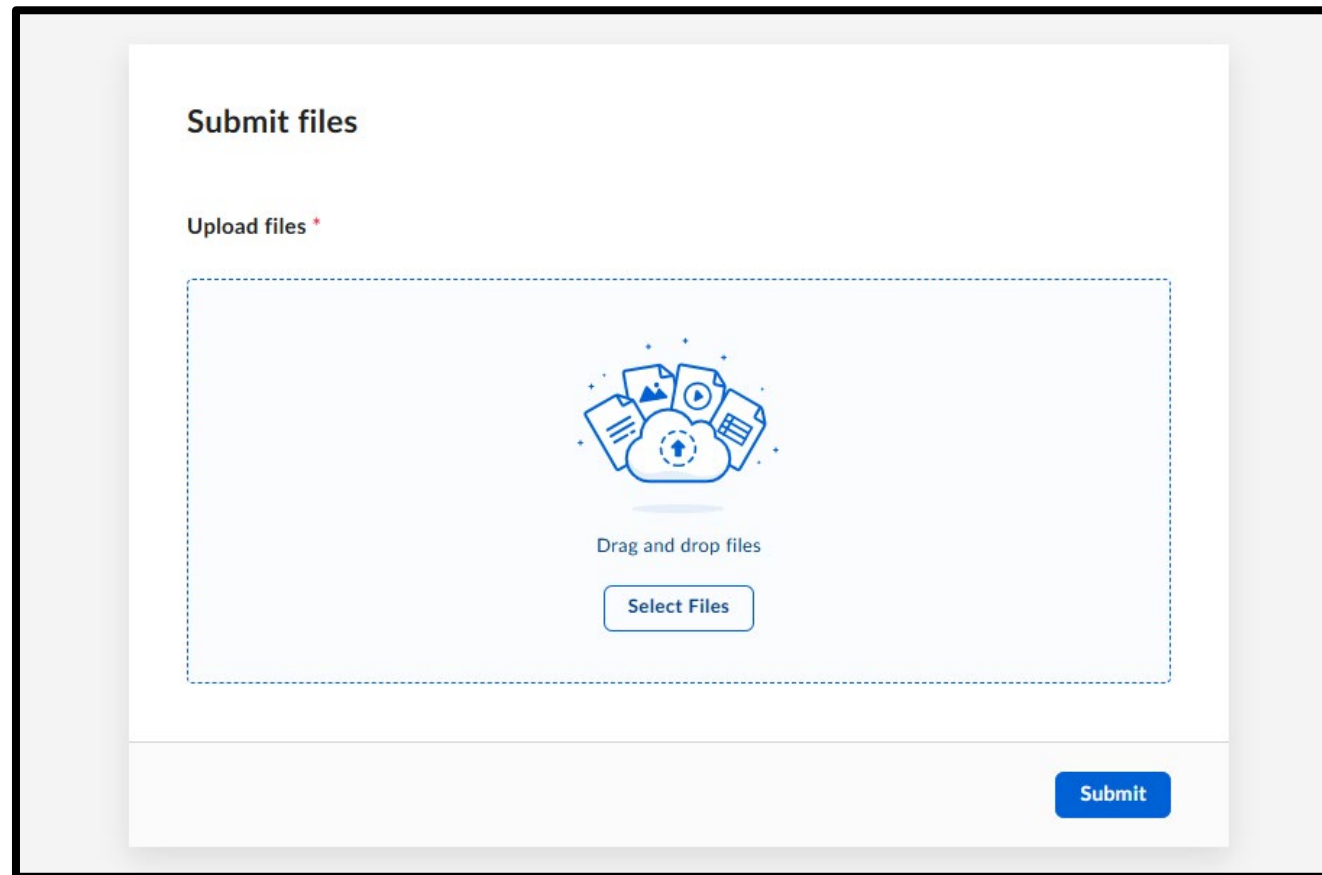 Submit files
Upload files *
Drag and drop files
Select Files
Submit